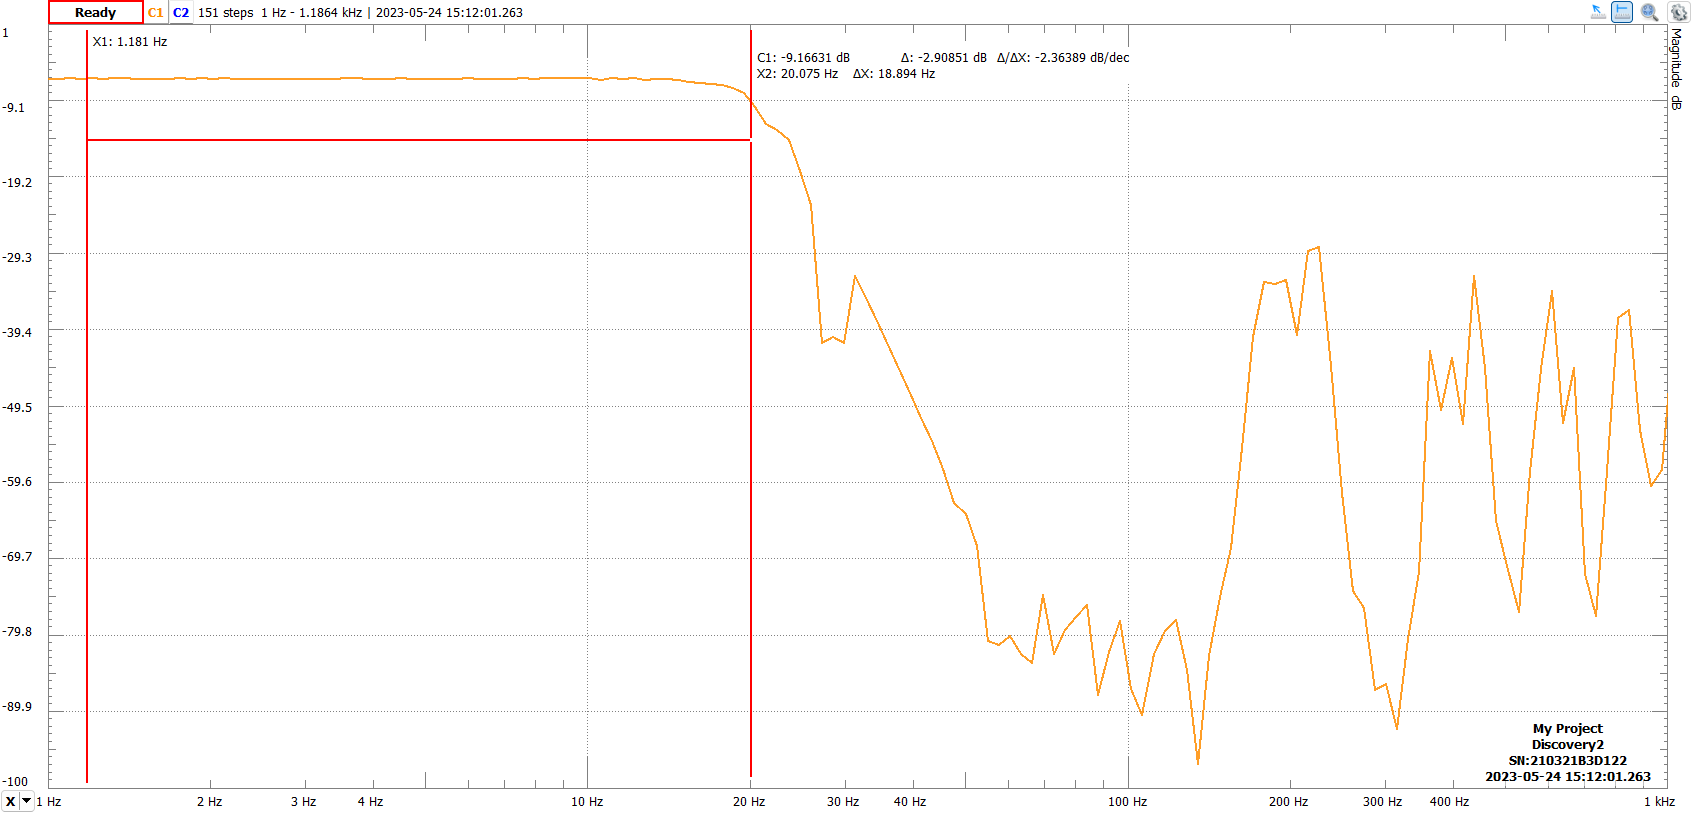 Ready C1 C2 151 steps 1 Hz - 1.1864 kHz | 2023-05-24 15:12:01.263
X1: 1.181 Hz
C1: -9.16631 dB Δ: -2.90851 dB Δ/ΔX: -2.36389 dB/dec
X2: 20.075 Hz ΔX: 18.894 Hz
Magnitude dB
1
-9.1
-19.2
-29.3
-39.4
-49.5
-59.6
-69.7
-79.8
-89.9
-100
My Project
Discovery2
SN:210321B3D122
2023-05-24 15:12:01.263
X 1 Hz 2 Hz 3 Hz 4 Hz 10 Hz 20 Hz 30 Hz 40 Hz 100 Hz 200 Hz 300 Hz 400 Hz 1 kHz